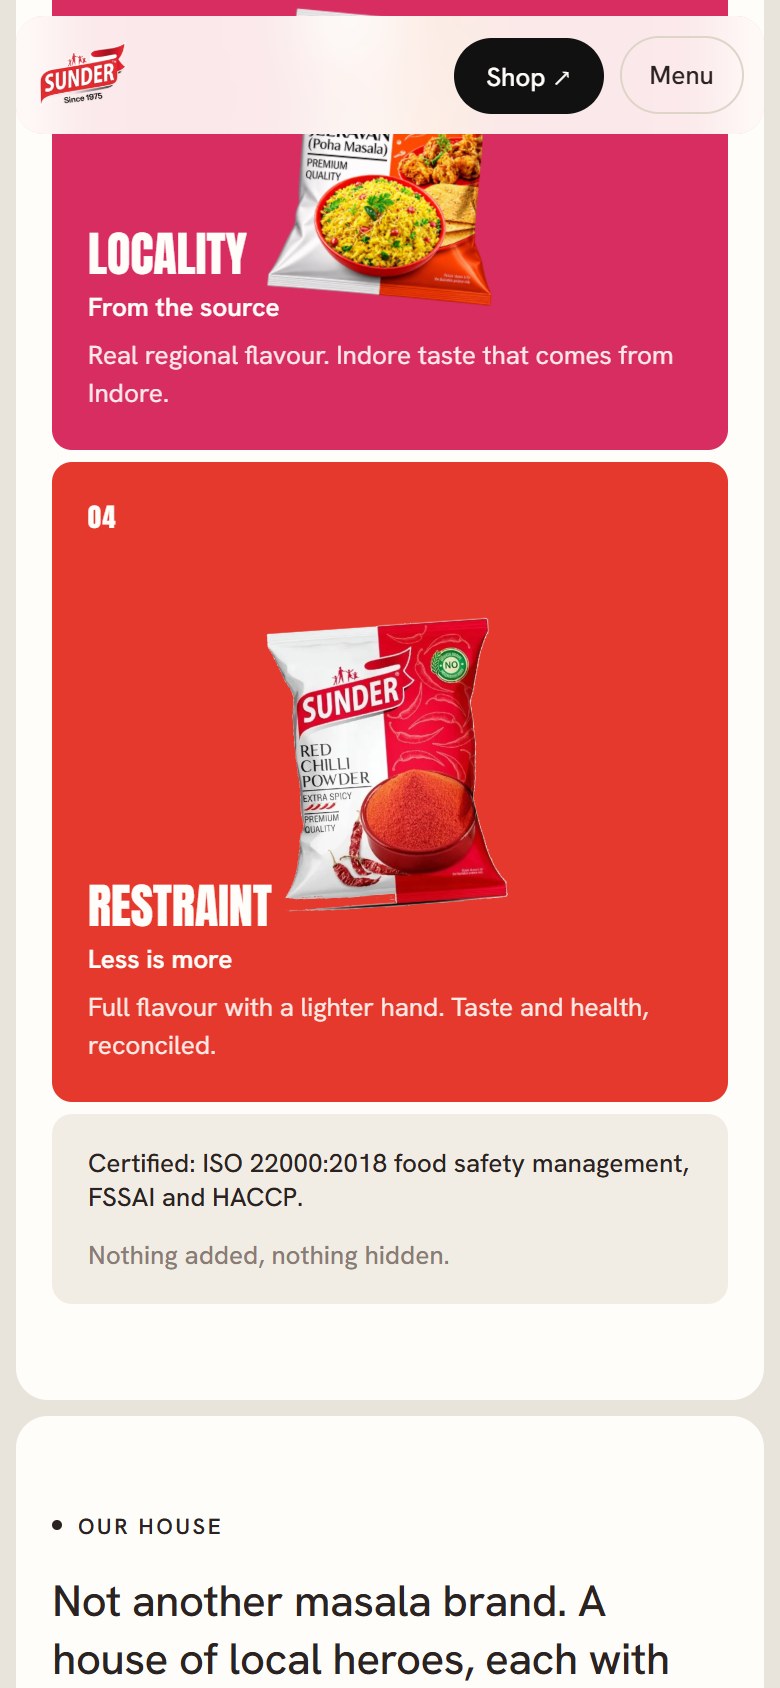 SUNDER
Since 1975
Shop ↗
Menu
(Poha Masala)
PREMIUM
QUALITY
LOCALITY
From the source
Real regional flavour. Indore taste that comes from
Indore.
04
NO
SUNDER
RED
CHILLI
POWDER
EXTRA SPICY
PREMIUM
QUALITY
RESTRAINT
Less is more
Full flavour with a lighter hand. Taste and health,
reconciled.
Certified: ISO 22000:2018 food safety management,
FSSAI and HACCP.
Nothing added, nothing hidden.
OUR HOUSE
Not another masala brand. A
house of local heroes, each with